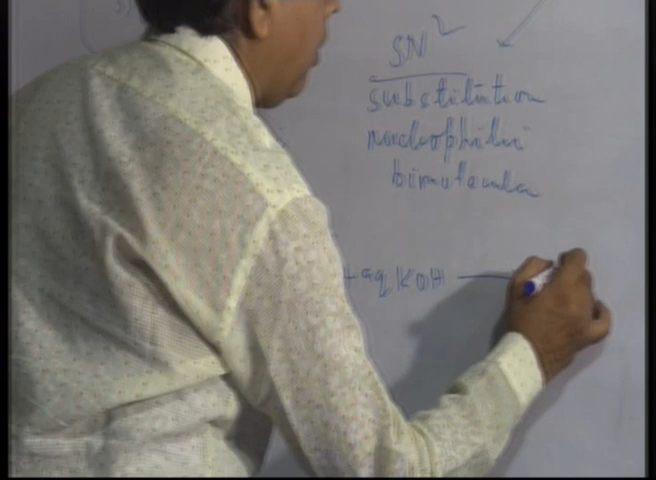 SN²
substitution
nucleophilic
bimolecular
+ aq KOH